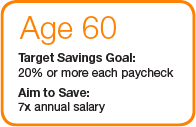 Age 60
Target Savings Goal:
20% or more each paycheck
Aim to Save:
7x annual salary